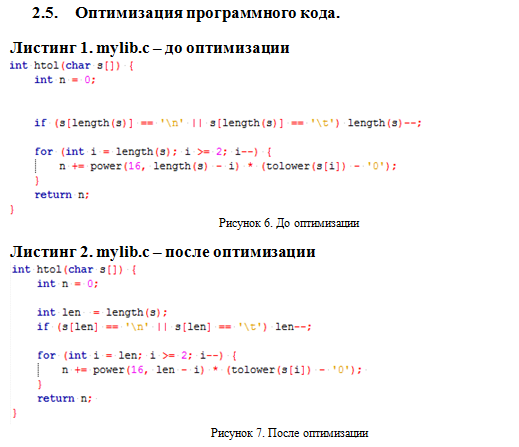 2.5. Оптимизация программного кода.
Листинг 1. mylib.c – до оптимизации
int htol(char s[]) {
int n = 0;
if (s[length(s)] == '\n' || s[length(s)] == '\t') length(s)--;
for (int i = length(s); i >= 2; i--) {
n += power(16, length(s) - i) * (tolower(s[i]) - '0');
}
return n;
}
Рисунок 6. До оптимизации
Листинг 2. mylib.c – после оптимизации
int htol(char s[]) {
int n = 0;
int len = length(s);
if (s[len] == '\n' || s[len] == '\t') len--;
for (int i = len; i >= 2; i--) {
n += power(16, len - i) * (tolower(s[i]) - '0');
}
return n;
}
Рисунок 7. После оптимизации